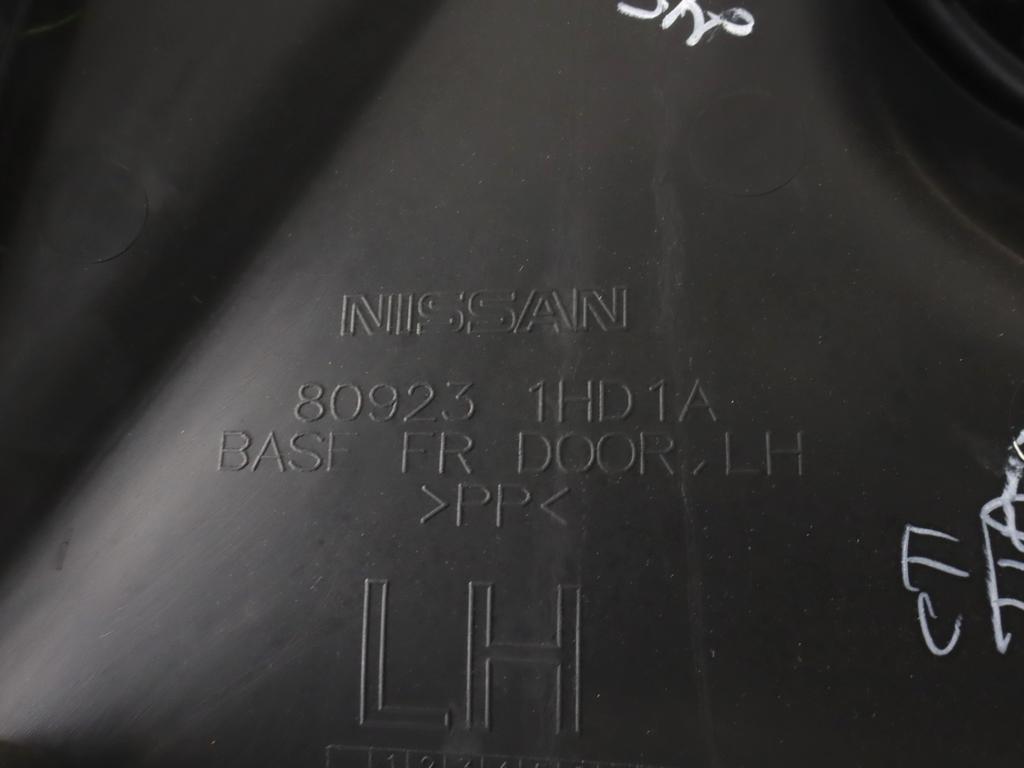 NISSAN
80923 1HD1A
BASE FR DOOR, LH
>PP<
LH